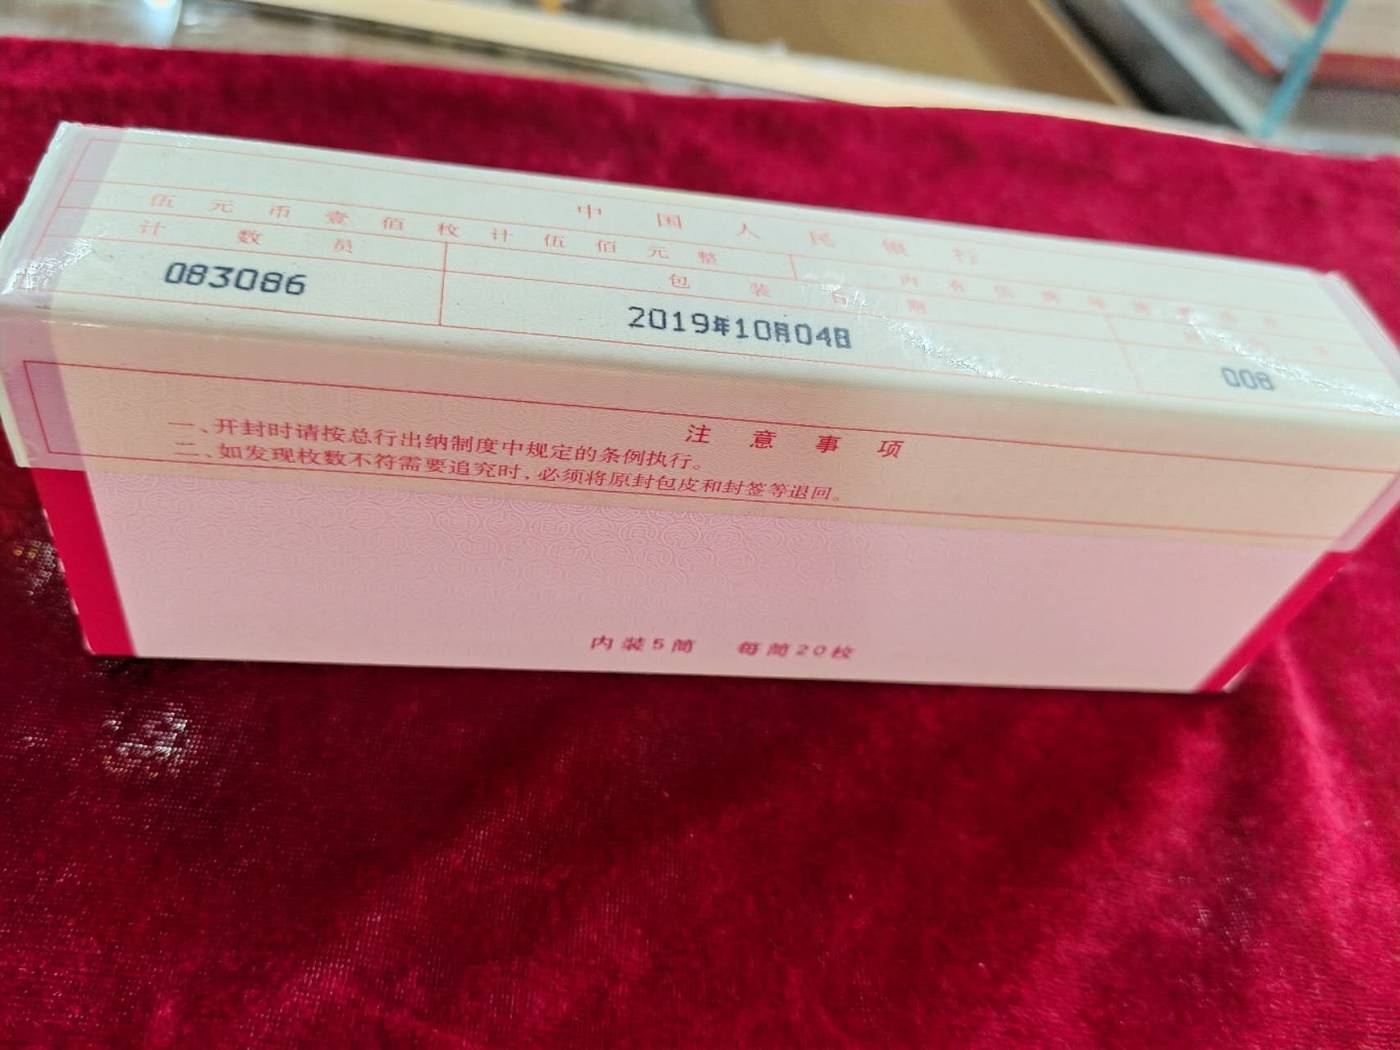 中国人民银行
伍元币壹佰枚计伍佰元整
计数员 包装日期
083086 2019年10月04日 008
注意事项
一、开封时请按总行出纳制度中规定的条例执行。
二、如发现枚数不符需要追究时,必须将原封包皮和封签等退回。
内装5筒 每筒20枚